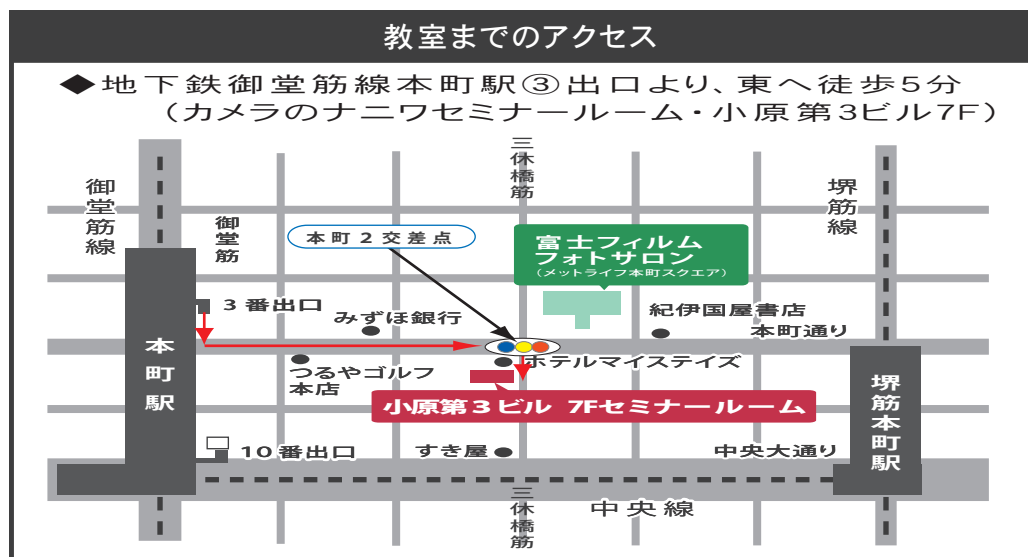 教室までのアクセス
◆地下鉄御堂筋線本町駅③出口より、東へ徒歩5分
（カメラのナニワセミナールーム・小原第3ビル7F）
三休橋筋
御堂筋線
御堂筋
堺筋線
本町2交差点
富士フィルム
フォトサロン
（メットライフ本町スクエア）
3番出口
みずほ銀行
紀伊国屋書店
本町通り
本町駅
つるやゴルフ
本店
ホテルマイステイズ
小原第3ビル 7Fセミナールーム
堺筋本町駅
10番出口
すき屋
中央大通り
三休橋筋
中央線